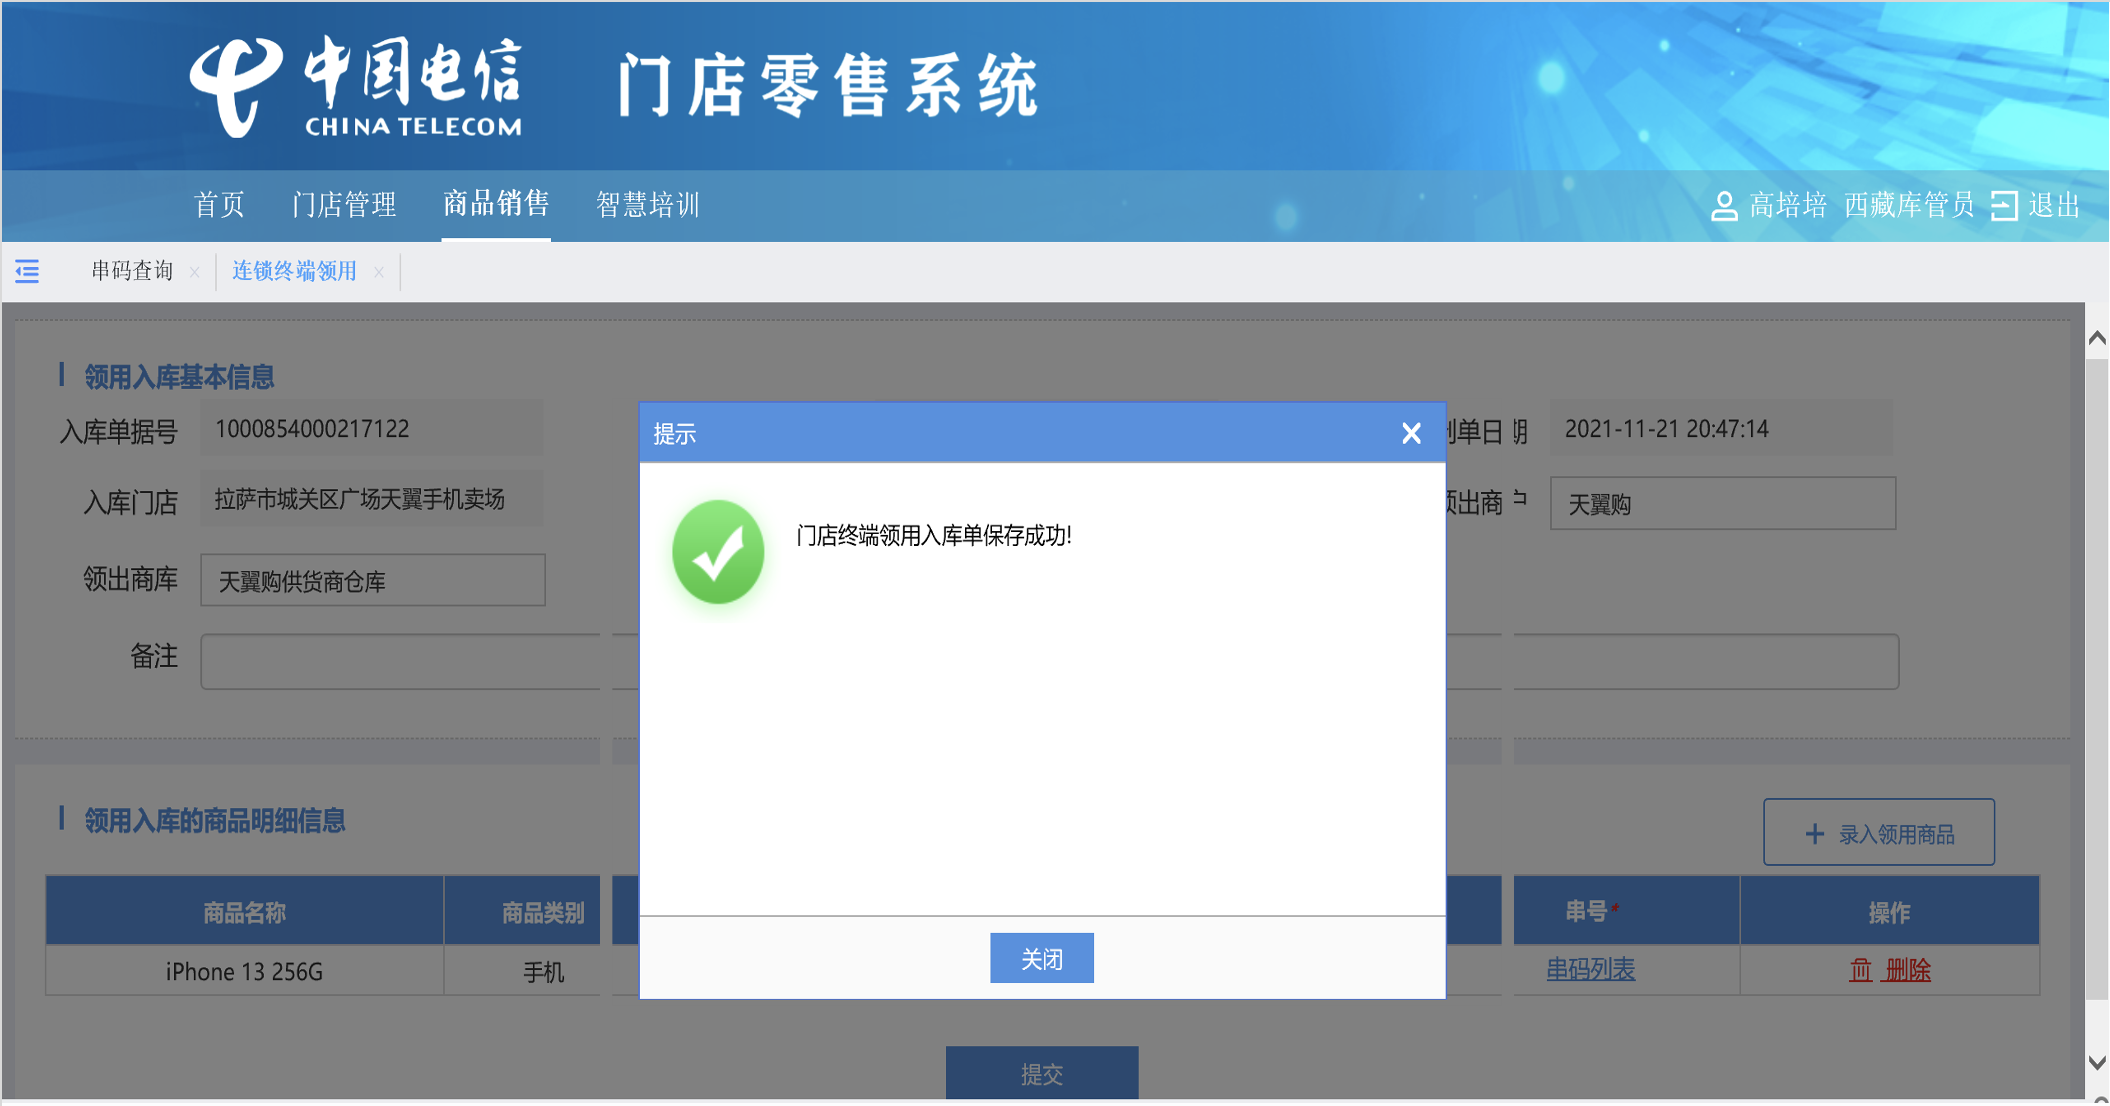 中国电信
CHINA TELECOM
门店零售系统
首页 门店管理 商品销售 智慧培训 高培培 西藏库管员 退出
串码查询 × 连锁终端领用 ×
领用入库基本信息
入库单据号 1000854000217122 单日期 2021-11-21 20:47:14
入库门店 拉萨市城关区广场天翼手机卖场 出商 天翼购
领出商库 天翼购供货商仓库
备注
提示
门店终端领用入库单保存成功!
关闭
领用入库的商品明细信息
+ 录入领用商品
商品名称 商品类别 串号* 操作
iPhone 13 256G 手机 串码列表 删除
提交